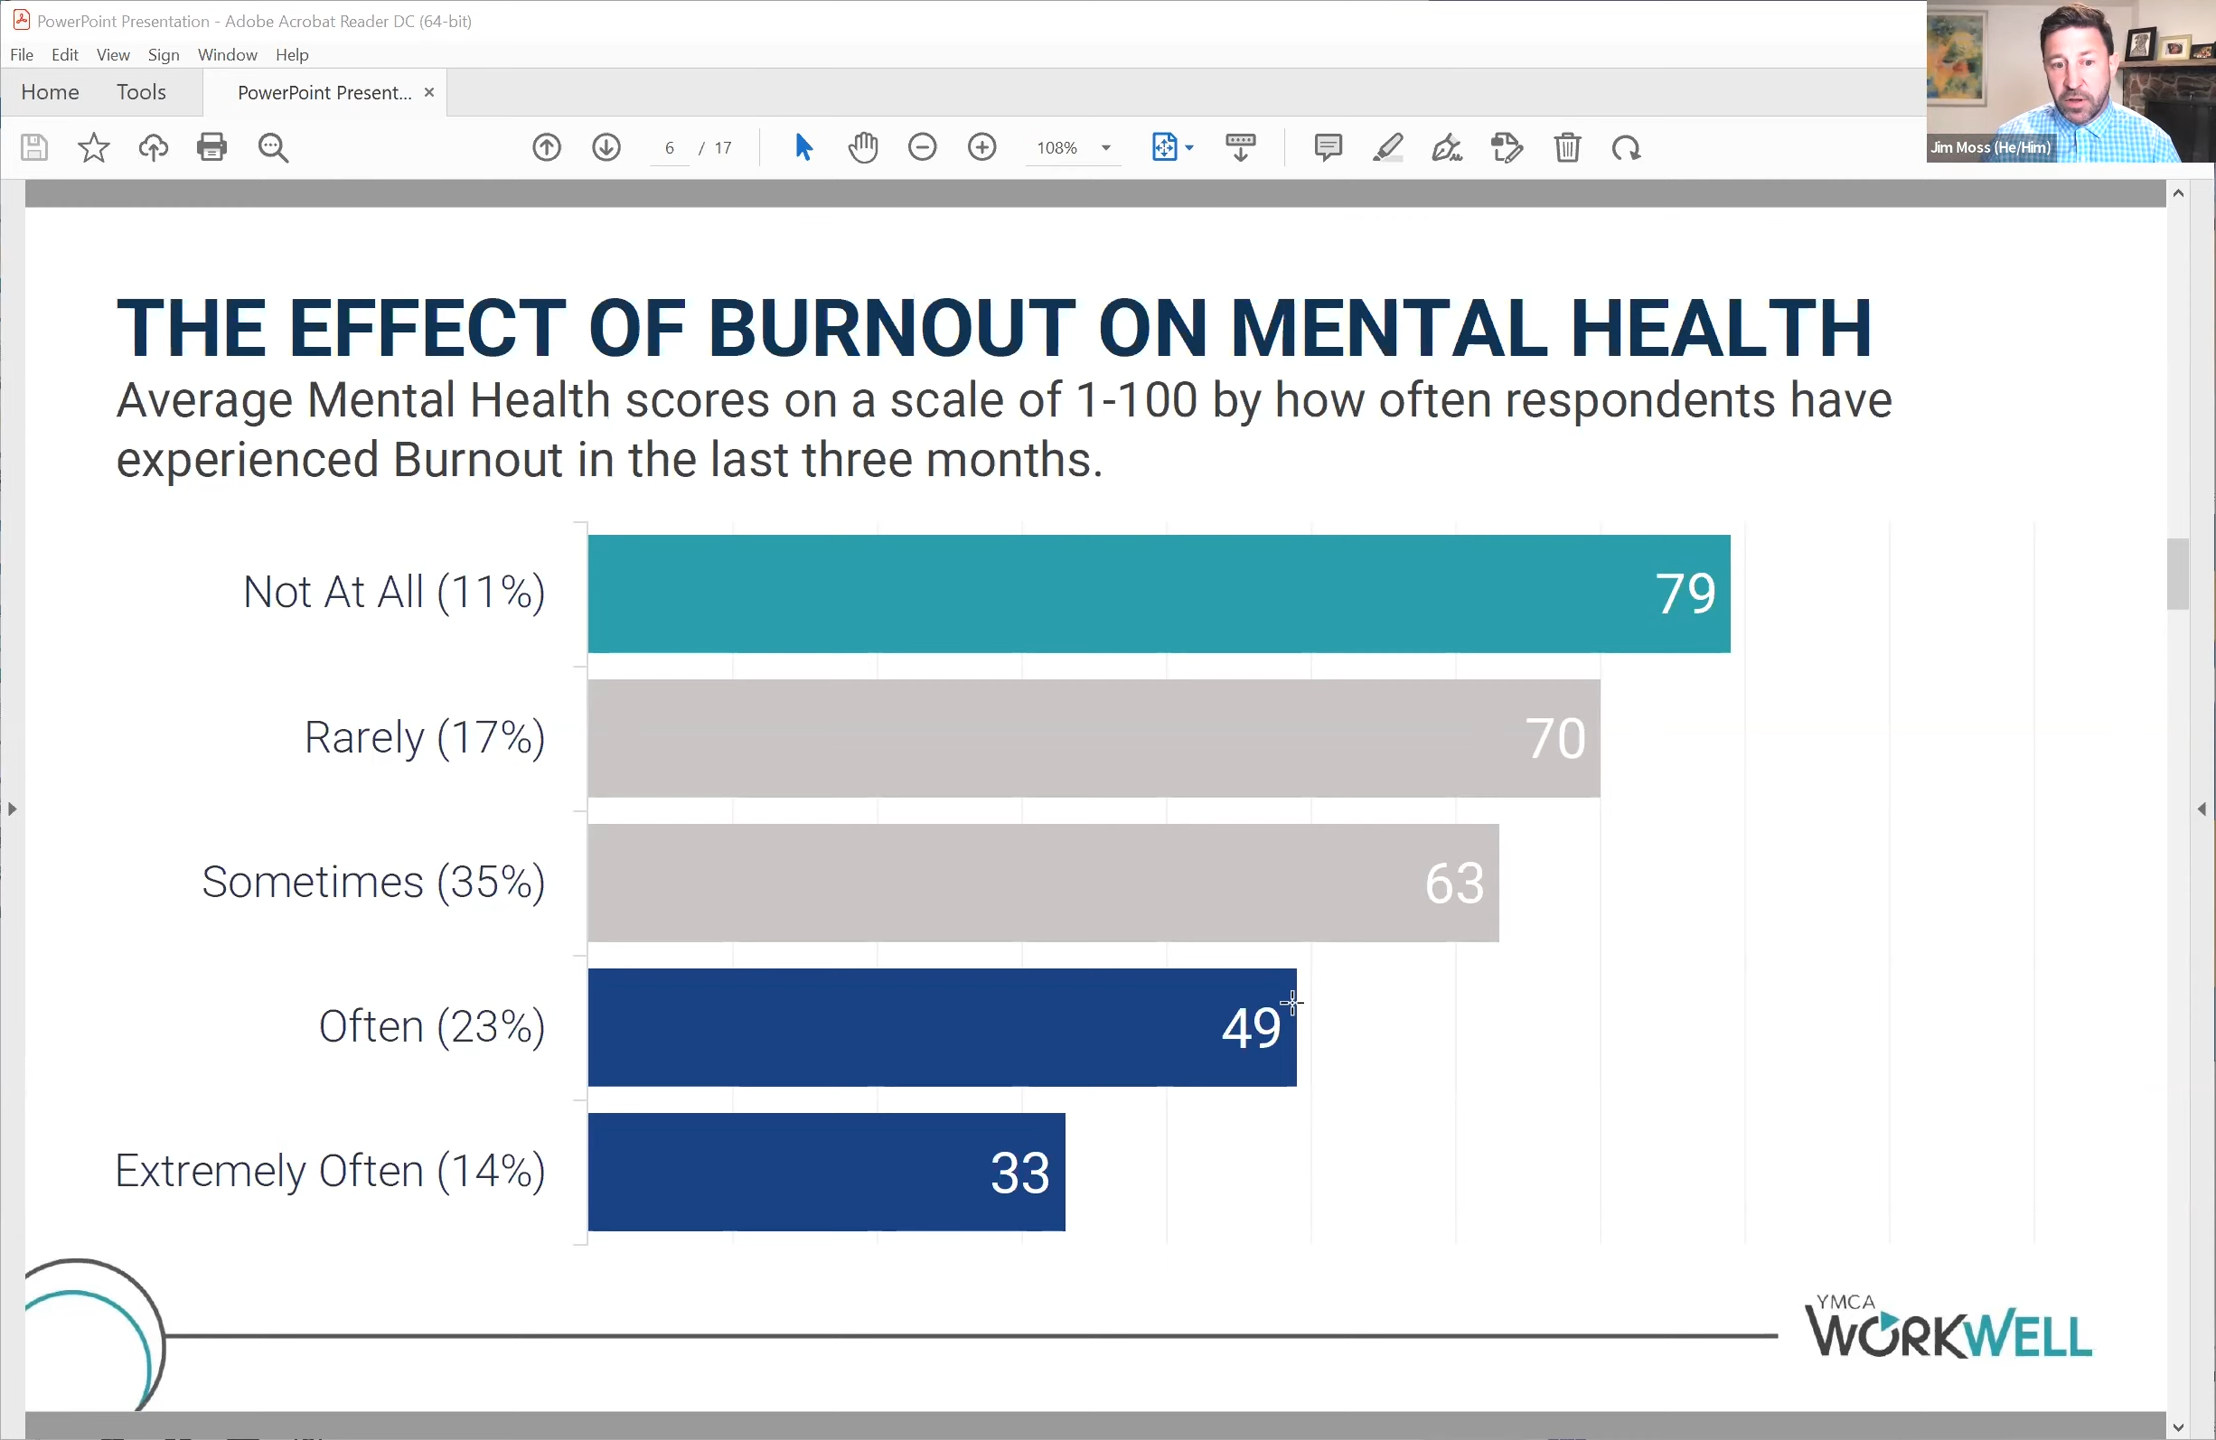 PowerPoint Presentation - Adobe Acrobat Reader DC (64-bit)
File Edit View Sign Window Help
Home Tools PowerPoint Present... ×
6 / 17 108%
Jim Moss (He/Him)
THE EFFECT OF BURNOUT ON MENTAL HEALTH
Average Mental Health scores on a scale of 1-100 by how often respondents have
experienced Burnout in the last three months.
Not At All (11%) 79
Rarely (17%) 70
Sometimes (35%) 63
Often (23%) 49
Extremely Often (14%) 33
YMCA
WORKWELL